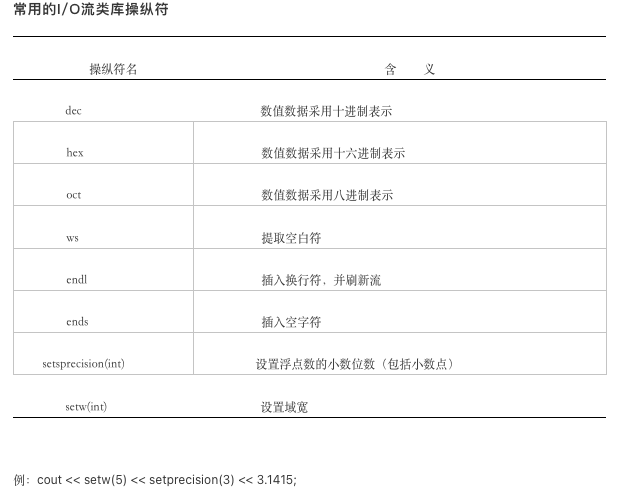 常用的I/O流类库操纵符
操纵符名 含 义
dec 数值数据采用十进制表示
hex 数值数据采用十六进制表示
oct 数值数据采用八进制表示
ws 提取空白符
endl 插入换行符，并刷新流
ends 插入空字符
setsprecision(int) 设置浮点数的小数位数（包括小数点）
setw(int) 设置域宽
例：cout << setw(5) << setprecision(3) << 3.1415;